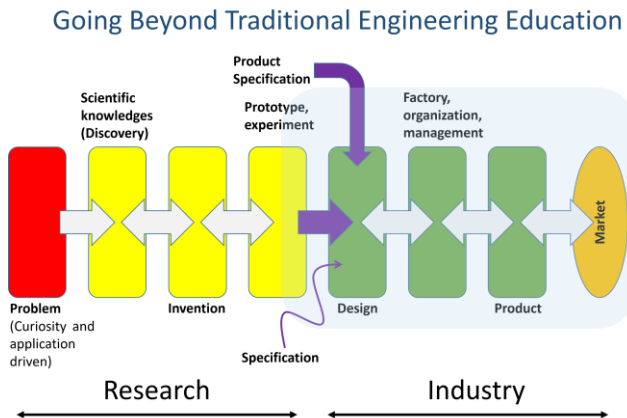 Going Beyond Traditional Engineering Education
Product
Specification
Scientific
knowledges
(Discovery)
Prototype,
experiment
Factory,
organization,
management
Market
Problem
(Curiosity and
application
driven)
Invention
Design
Product
Specification
Research
Industry